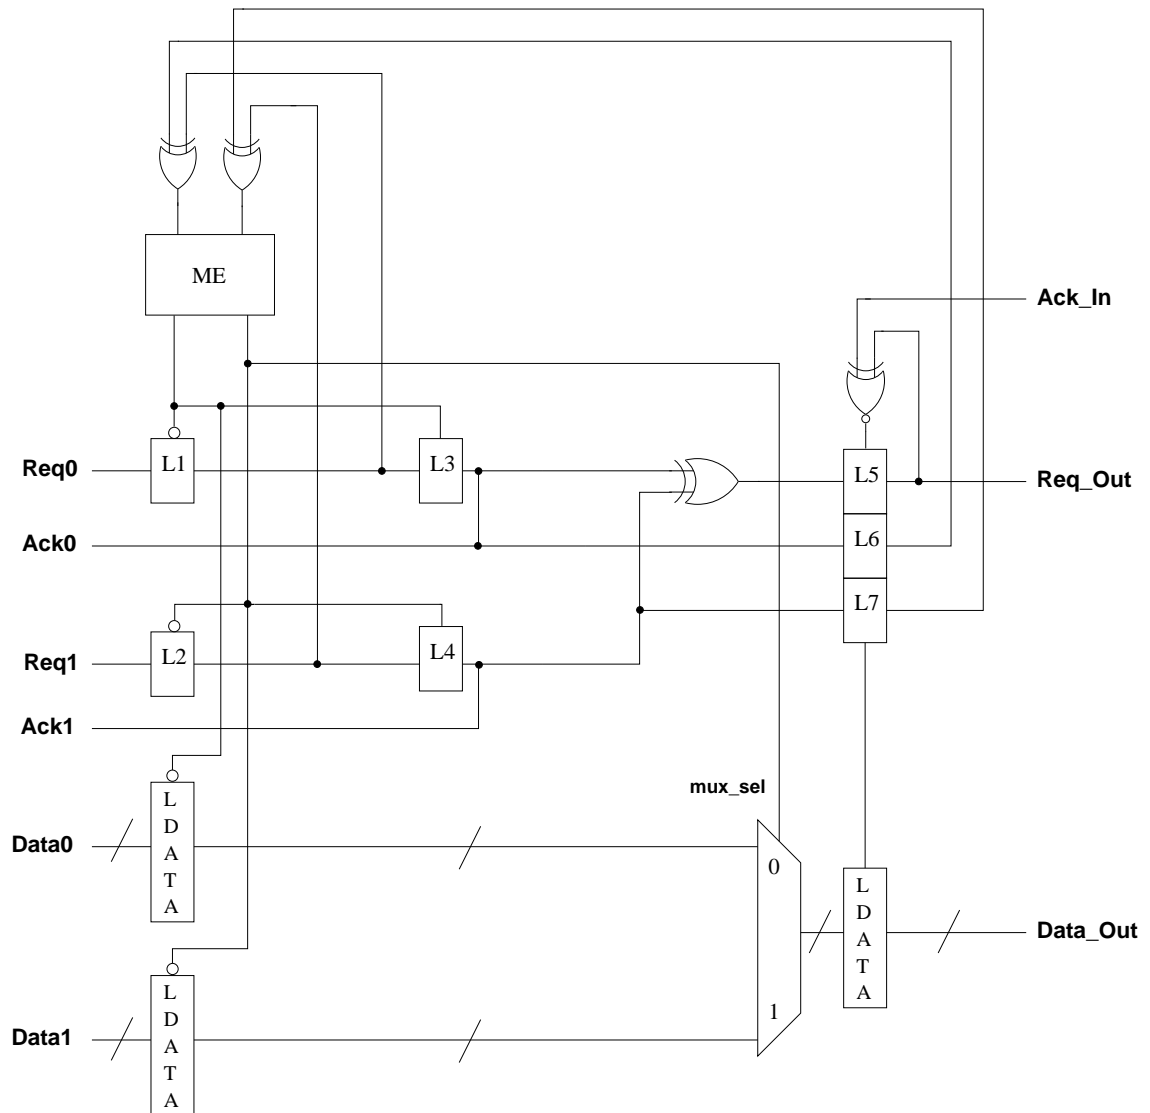 ME
Ack_In
Req0
L1
L3
L5
Req_Out
Ack0
L6
L7
Req1
L2
L4
Ack1
mux_sel
Data0
L
D
A
T
A
0
L
D
A
T
A
Data_Out
Data1
L
D
A
T
A
1